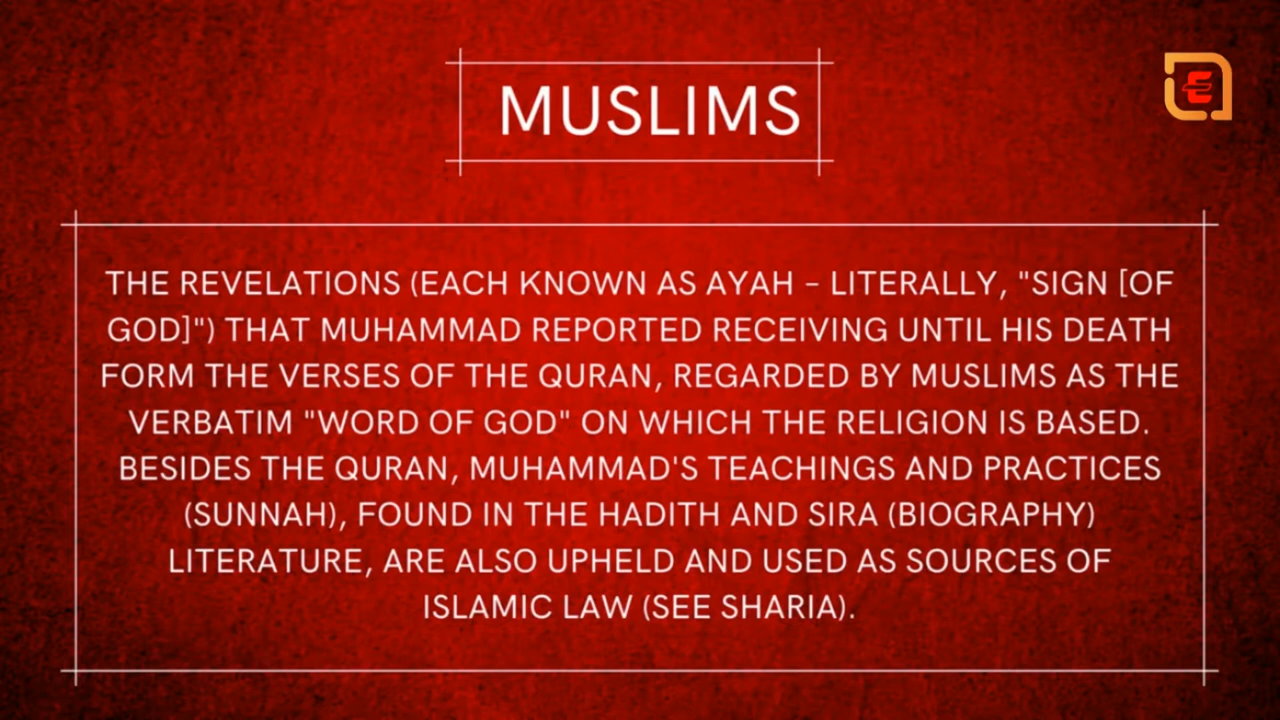 MUSLIMS
E
THE REVELATIONS (EACH KNOWN AS AYAH – LITERALLY, "SIGN [OF
GOD]") THAT MUHAMMAD REPORTED RECEIVING UNTIL HIS DEATH
FORM THE VERSES OF THE QURAN, REGARDED BY MUSLIMS AS THE
VERBATIM "WORD OF GOD" ON WHICH THE RELIGION IS BASED.
BESIDES THE QURAN, MUHAMMAD'S TEACHINGS AND PRACTICES
(SUNNAH), FOUND IN THE HADITH AND SIRA (BIOGRAPHY)
LITERATURE, ARE ALSO UPHELD AND USED AS SOURCES OF
ISLAMIC LAW (SEE SHARIA).